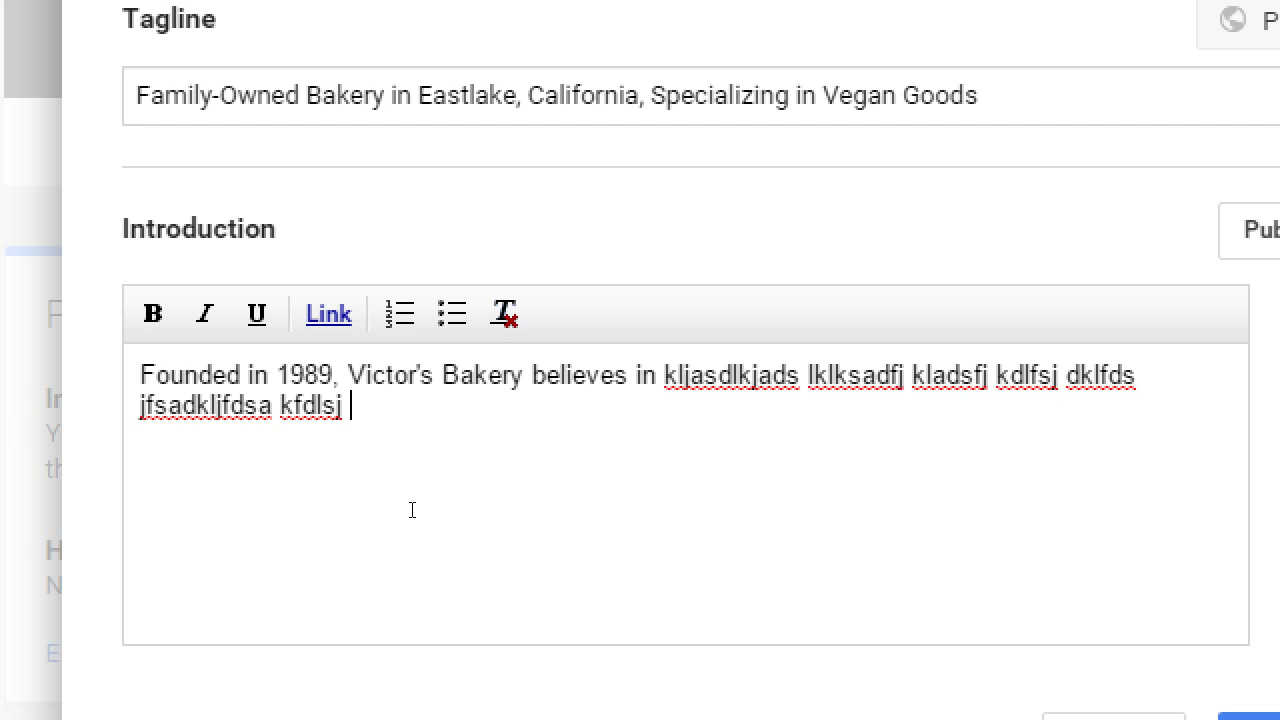 Tagline
P
Family-Owned Bakery in Eastlake, California, Specializing in Vegan Goods
Introduction
Pub
B I U Link
Founded in 1989, Victor's Bakery believes in kljasdlkjads lklksadfj kladsfj kdlfsj dklfds
jfsadkljfdsa kfdlsj